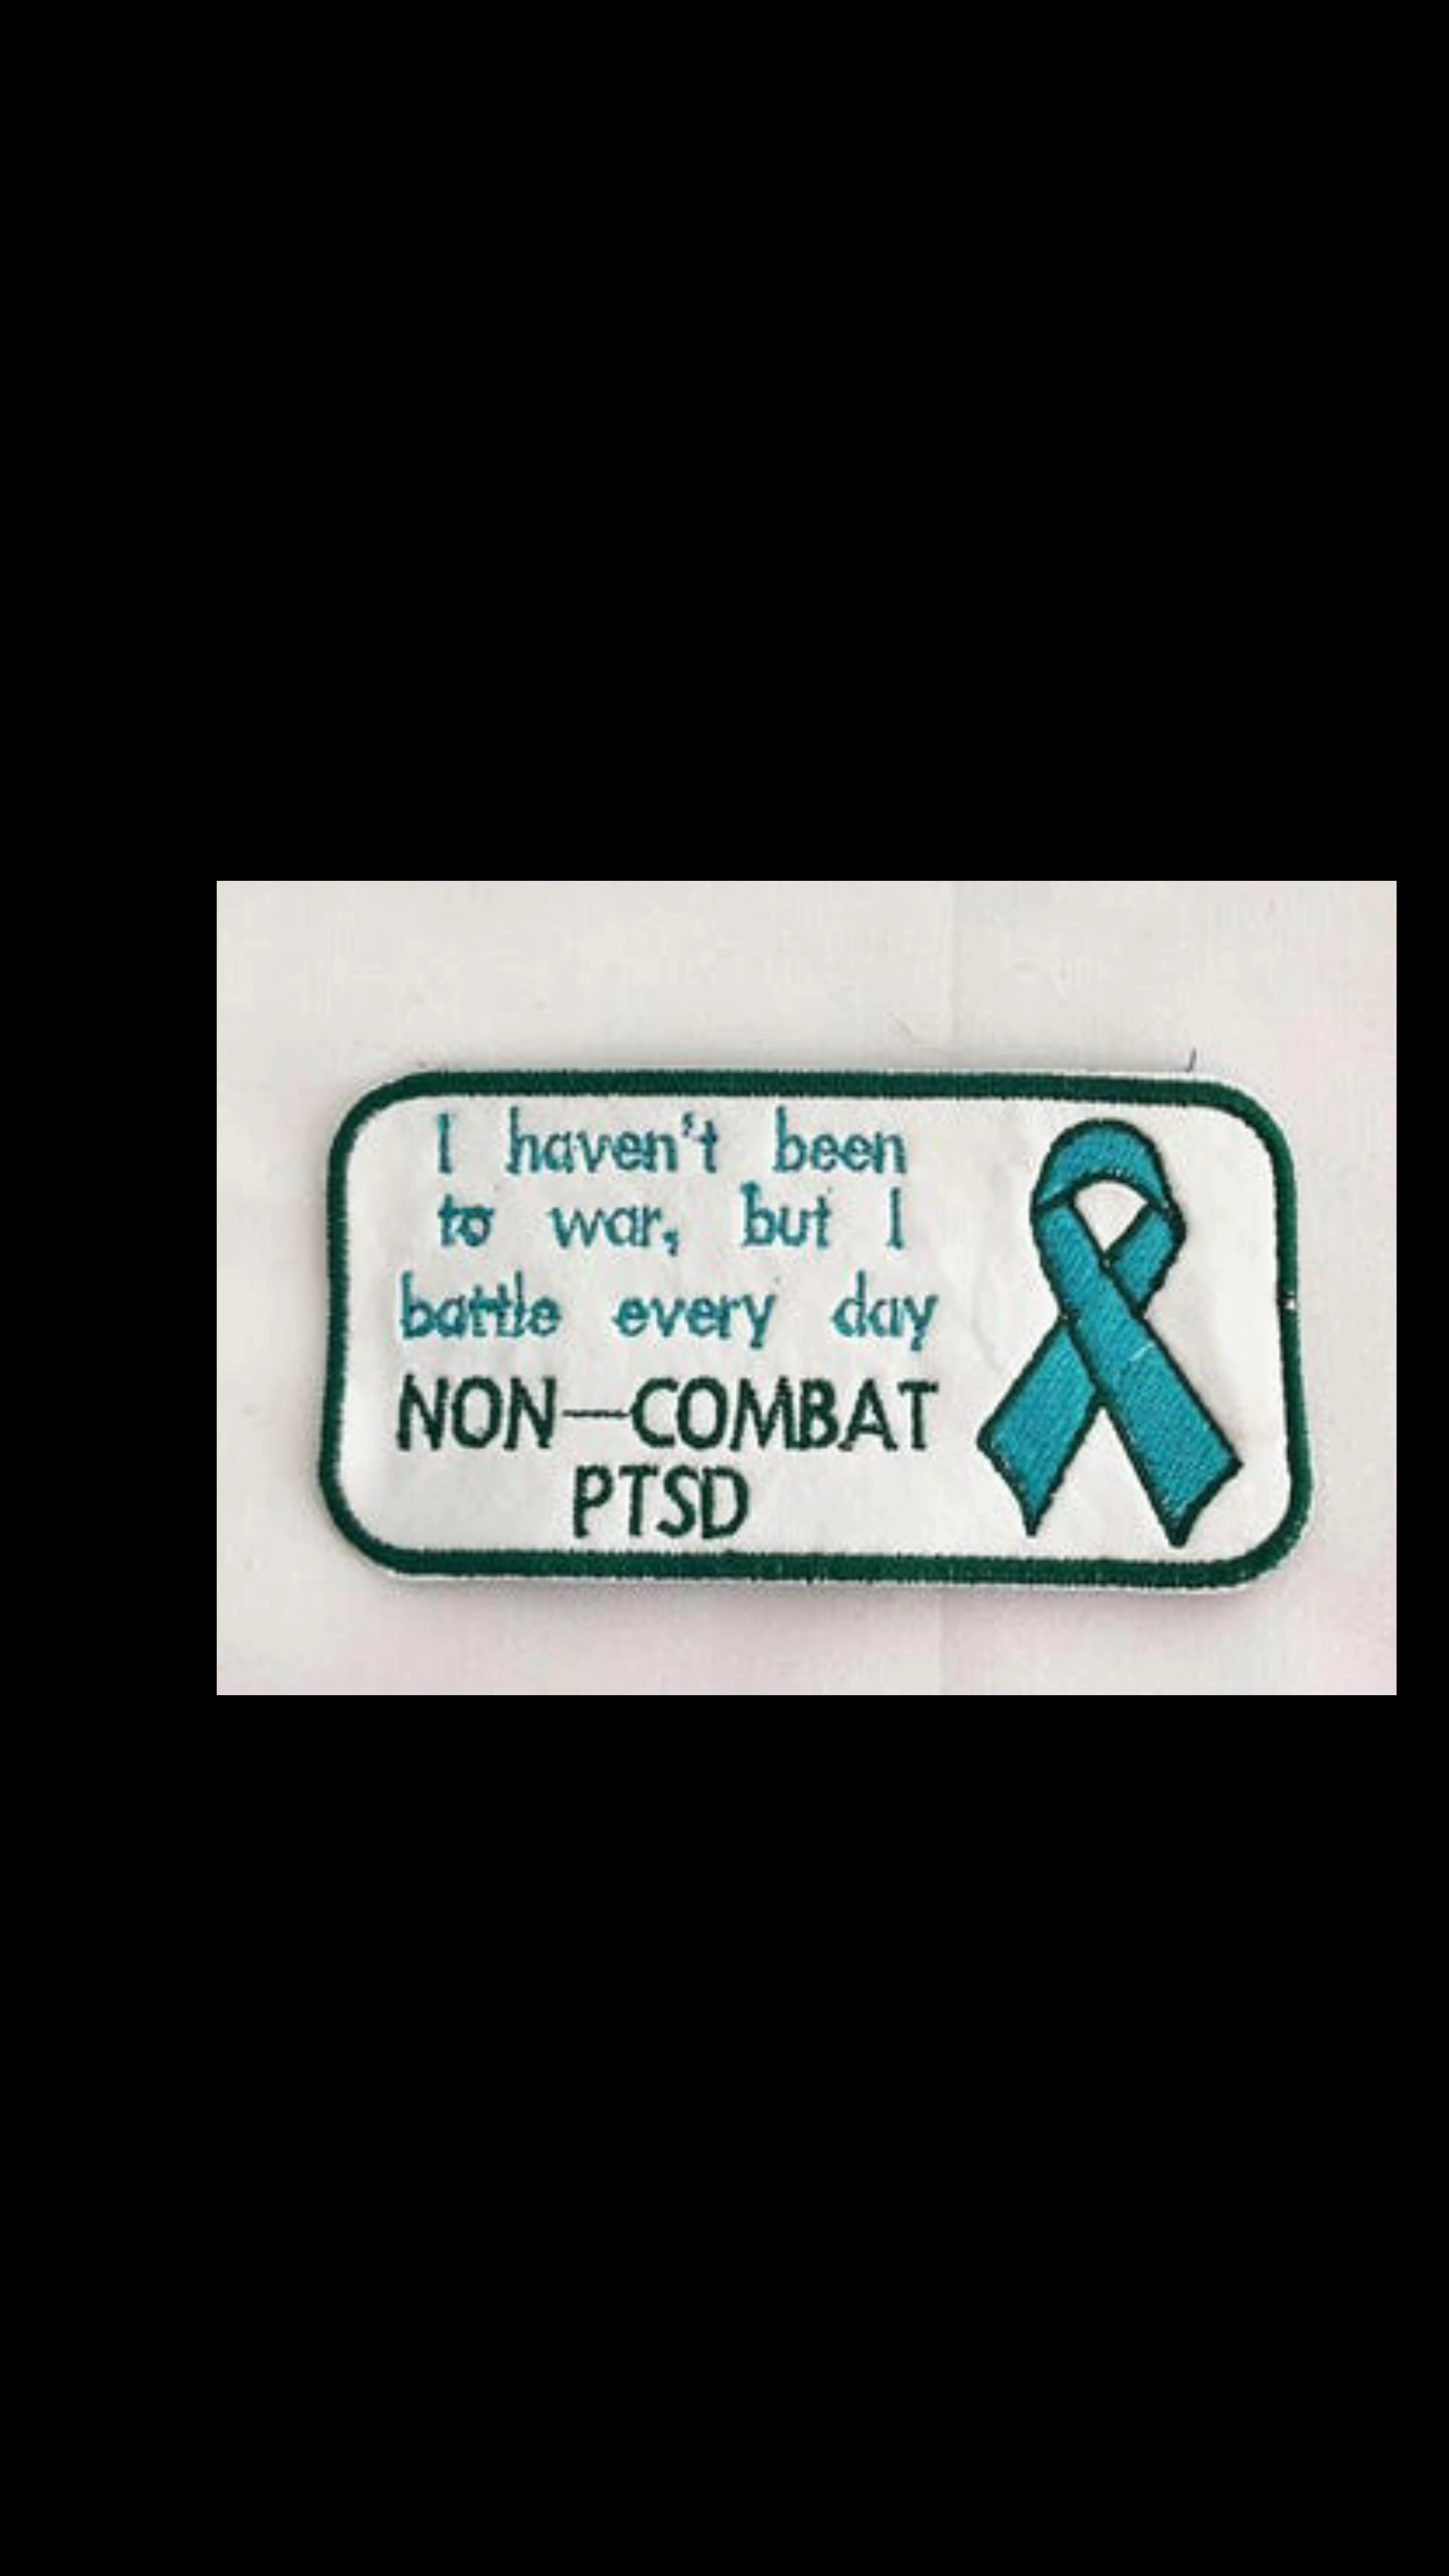 I haven't been
to war, but I
battle every day
NON-COMBAT
PTSD